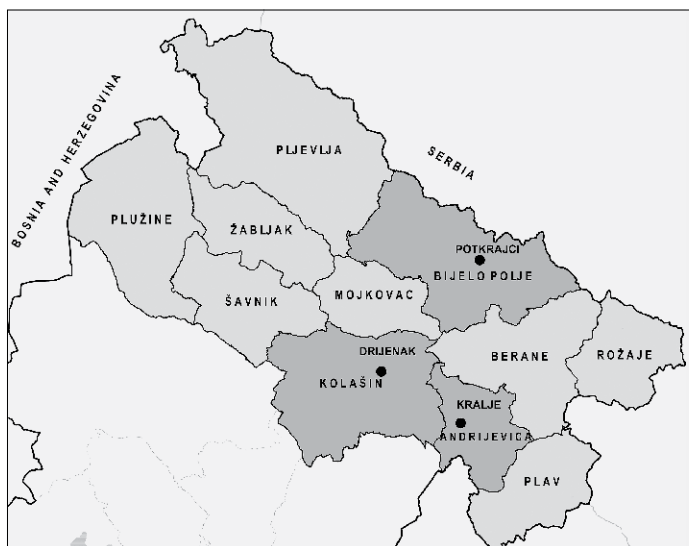 BOSNIA AND HERZEGOVINA
SERBIA
PLJEVLJA
PLUŽINE
ŽABLJAK
POTKRAJCI
BIJELO POLJE
ŠAVNIK
MOJKOVAC
DRIJENAK
KOLAŠIN
BERANE
ROŽAJE
KRALJE
ANDRIJEVICA
PLAV